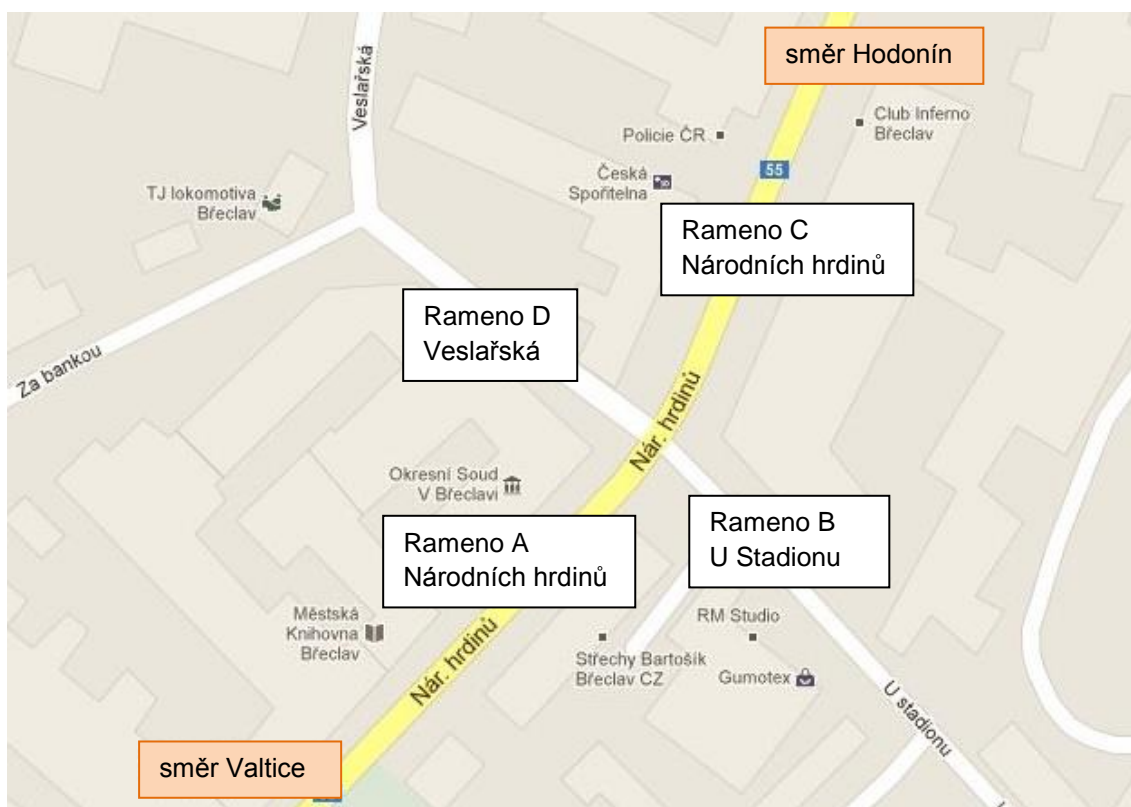 směr Hodonín
Veslařská
Club Inferno
Břeclav
Policie ČR
55
Česká
Spořitelna
TJ lokomotiva
Břeclav
Rameno C
Národních hrdinů
Rameno D
Veslařská
Za bankou
Nár. hrdinů
Okresní Soud
V Břeclavi
Rameno B
U Stadionu
Rameno A
Národních hrdinů
Městská
Knihovna
Břeclav
RM Studio
Střechy Bartošík
Břeclav CZ
Gumotex
Nár. hrdinů
U stadionu
směr Valtice